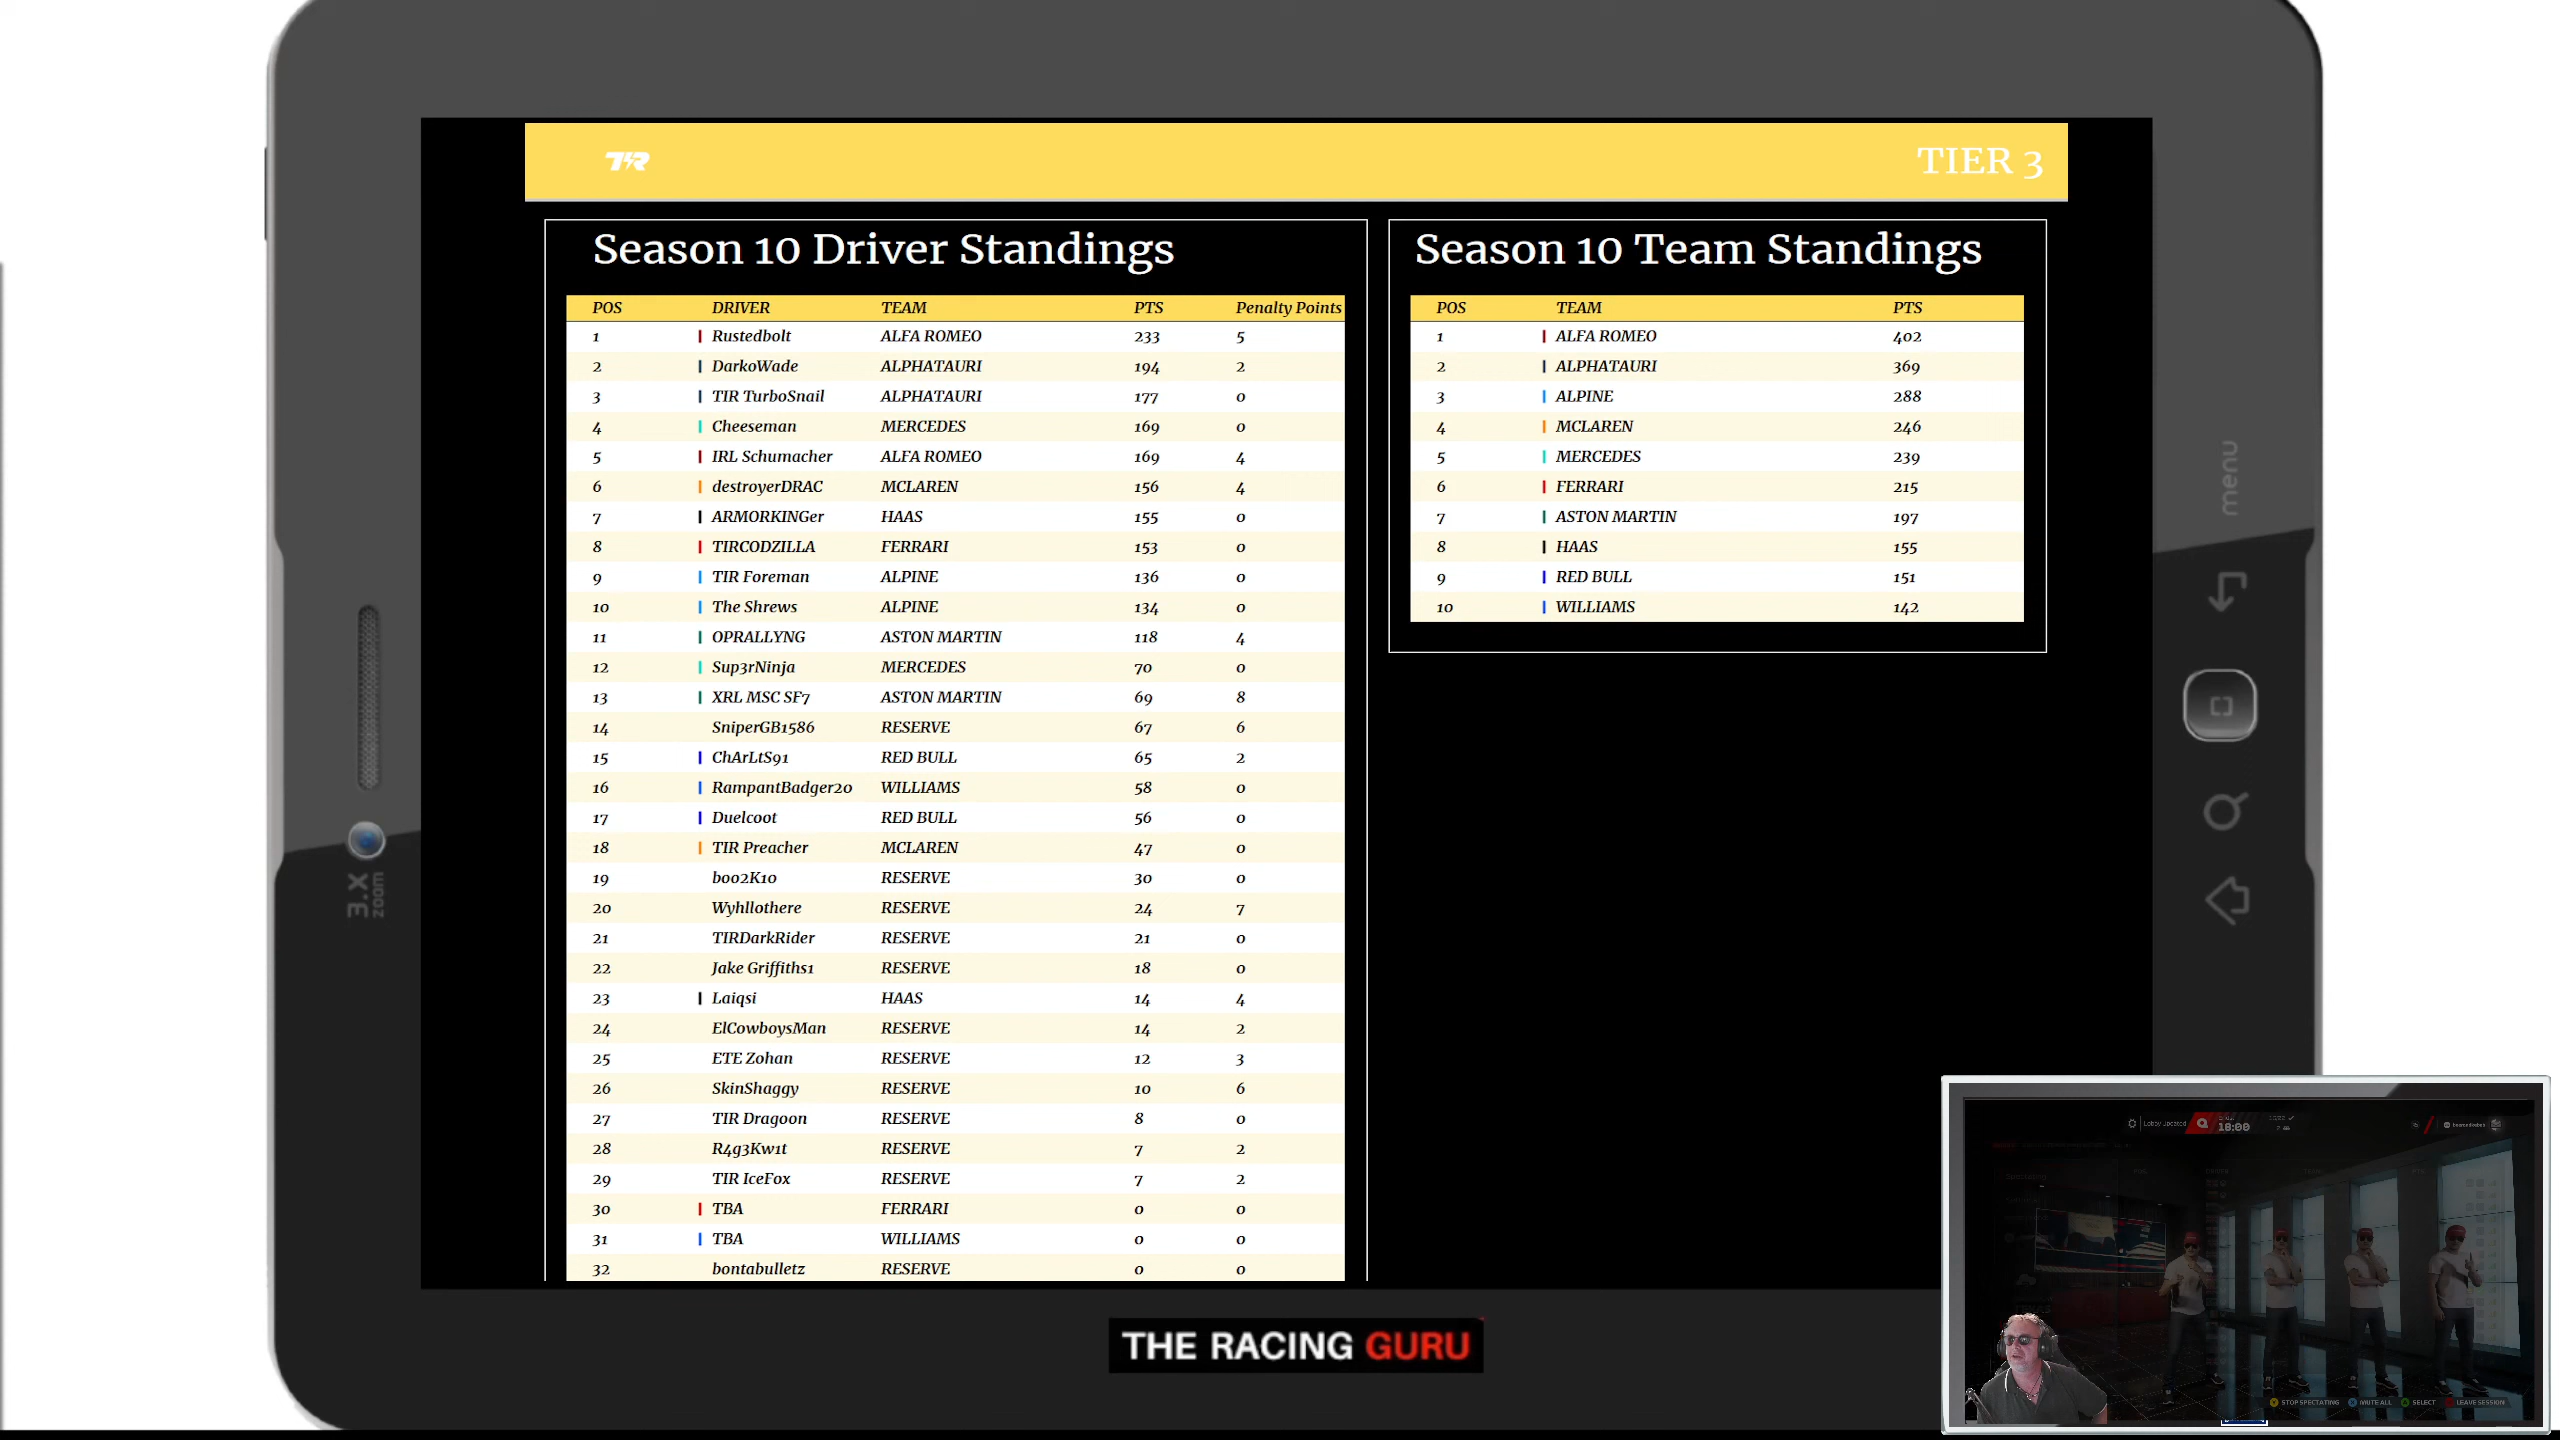 TIR
TIER 3
Season 10 Driver Standings
POS DRIVER TEAM PTS Penalty Points
1 Rustedbolt ALFA ROMEO 233 5
2 DarkoWade ALPHATAURI 194 2
3 TIR TurboSnail ALPHATAURI 177 0
4 Cheeseman MERCEDES 169 0
5 IRL Schumacher ALFA ROMEO 169 4
6 destroyerDRAC MCLAREN 156 4
7 ARMORKINGer HAAS 155 0
8 TIRCODZILLA FERRARI 153 0
9 TIR Foreman ALPINE 136 0
10 The Shrews ALPINE 134 0
11 OPRALLYNG ASTON MARTIN 118 4
12 Sup3rNinja MERCEDES 70 0
13 XRL MSC SF7 ASTON MARTIN 69 8
14 SniperGB1586 RESERVE 67 6
15 ChArLtS91 RED BULL 65 2
16 RampantBadger20 WILLIAMS 58 0
17 Duelcoot RED BULL 56 0
18 TIR Preacher MCLAREN 47 0
19 boo2K10 RESERVE 30 0
20 Wyhllothere RESERVE 24 7
21 TIRDarkRider RESERVE 21 0
22 Jake Griffiths1 RESERVE 18 0
23 Laiqsi HAAS 14 4
24 ElCowboysMan RESERVE 14 2
25 ETE Zohan RESERVE 12 3
26 SkinShaggy RESERVE 10 6
27 TIR Dragoon RESERVE 8 0
28 R4g3Kw1t RESERVE 7 2
29 TIR IceFox RESERVE 7 2
30 TBA FERRARI 0 0
31 TBA WILLIAMS 0 0
32 bontabulletz RESERVE 0 0
Season 10 Team Standings
POS TEAM PTS
1 ALFA ROMEO 402
2 ALPHATAURI 369
3 ALPINE 288
4 MCLAREN 246
5 MERCEDES 239
6 FERRARI 215
7 ASTON MARTIN 197
8 HAAS 155
9 RED BULL 151
10 WILLIAMS 142
menu
3.X
zoom
THE RACING GURU
Lobby Updated
18:00
STOP SPECTATING MUTE ALL SELECT LEAVE SESSION